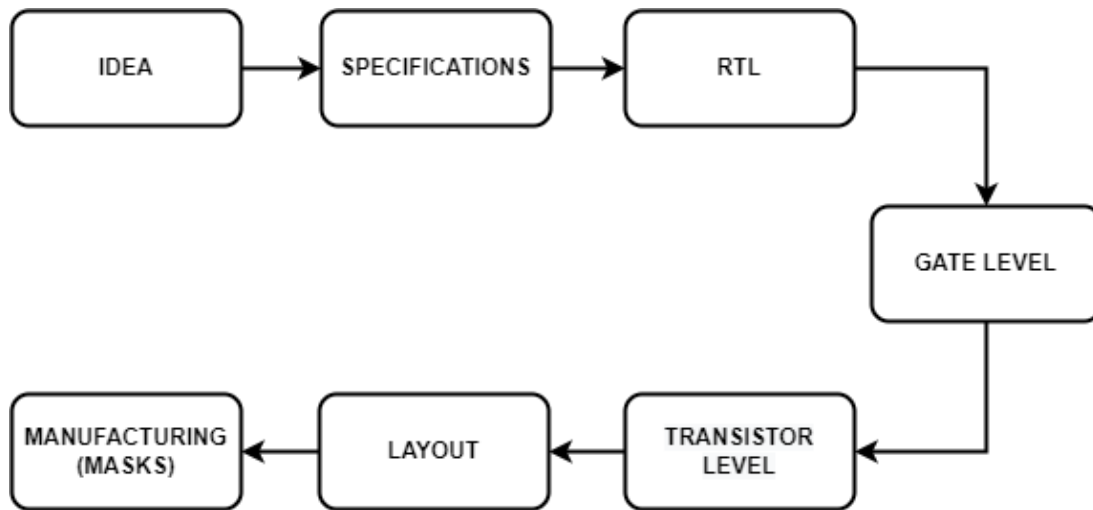 IDEA
SPECIFICATIONS
RTL
GATE LEVEL
TRANSISTOR
LEVEL
LAYOUT
MANUFACTURING
(MASKS)